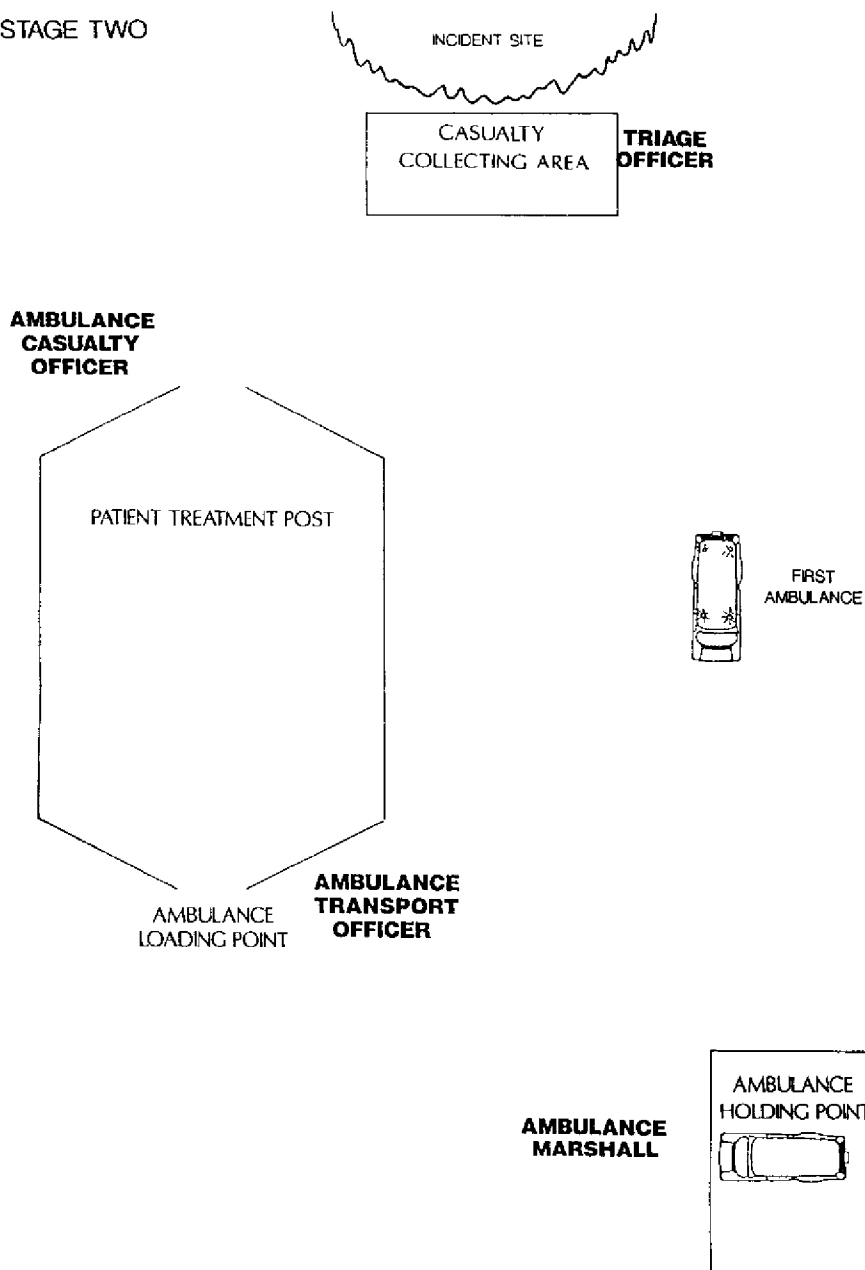 STAGE TWO
INCIDENT SITE
CASUALTY
COLLECTING AREA
TRIAGE
OFFICER
AMBULANCE
CASUALTY
OFFICER
PATIENT TREATMENT POST
FIRST
AMBULANCE
AMBULANCE
LOADING POINT
AMBULANCE
TRANSPORT
OFFICER
AMBULANCE
HOLDING POINT
AMBULANCE
MARSHALL